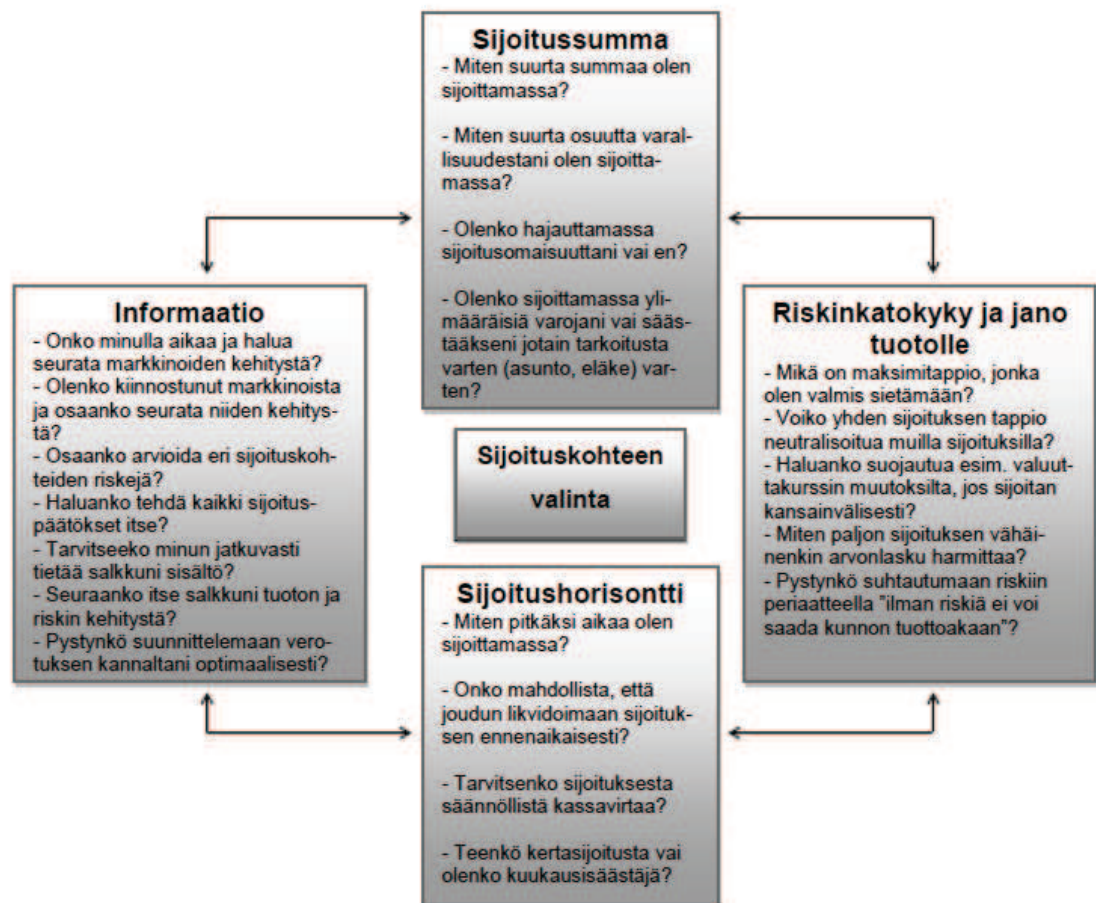 Sijoitussumma
- Miten suurta summaa olen
sijoittamassa?
- Miten suurta osuutta varal-
lisuudestani olen sijoitta-
massa?
- Olenko hajauttamassa
sijoitusomaisuuttani vai en?
- Olenko sijoittamassa yli-
määräisiä varojani vai sääs-
tääkseni jotain tarkoitusta
varten (asunto, eläke) var-
ten?
Informaatio
- Onko minulla aikaa ja halua
seurata markkinoiden kehitystä?
- Olenko kiinnostunut markkinoista
ja osaanko seurata niiden kehitys-
tä?
- Osaanko arvioida eri sijoituskoh-
teiden riskejä?
- Haluanko tehdä kaikki sijoitus-
päätökset itse?
- Tarvitseeko minun jatkuvasti
tietää salkkuni sisältö?
- Seuraanko itse salkkuni tuoton ja
riskin kehitystä?
- Pystynkö suunnittelemaan vero-
tuksen kannaltani optimaalisesti?
Sijoituskohteen
valinta
Riskinkatokyky ja jano
tuotolle
- Mikä on maksimitappio, jonka
olen valmis sietämään?
- Voiko yhden sijoituksen tappio
neutralisoitua muilla sijoituksilla?
- Haluanko suojautua esim. valuut-
takurssin muutoksilta, jos sijoitan
kansainvälisesti?
- Miten paljon sijoituksen vähäi-
nenkin arvonlasku harmittaa?
- Pystynkö suhtautumaan riskiin
periaatteella ”ilman riskiä ei voi
saada kunnon tuottoakaan”?
Sijoitushorisontti
- Miten pitkäksi aikaa olen
sijoittamassa?
- Onko mahdollista, että
joudun likvidoimaan sijoituk-
sen ennenaikaisesti?
- Tarvitsenko sijoituksesta
säännöllistä kassavirtaa?
- Teenkö kertasijoitusta vai
olenko kuukausisäästäjä?